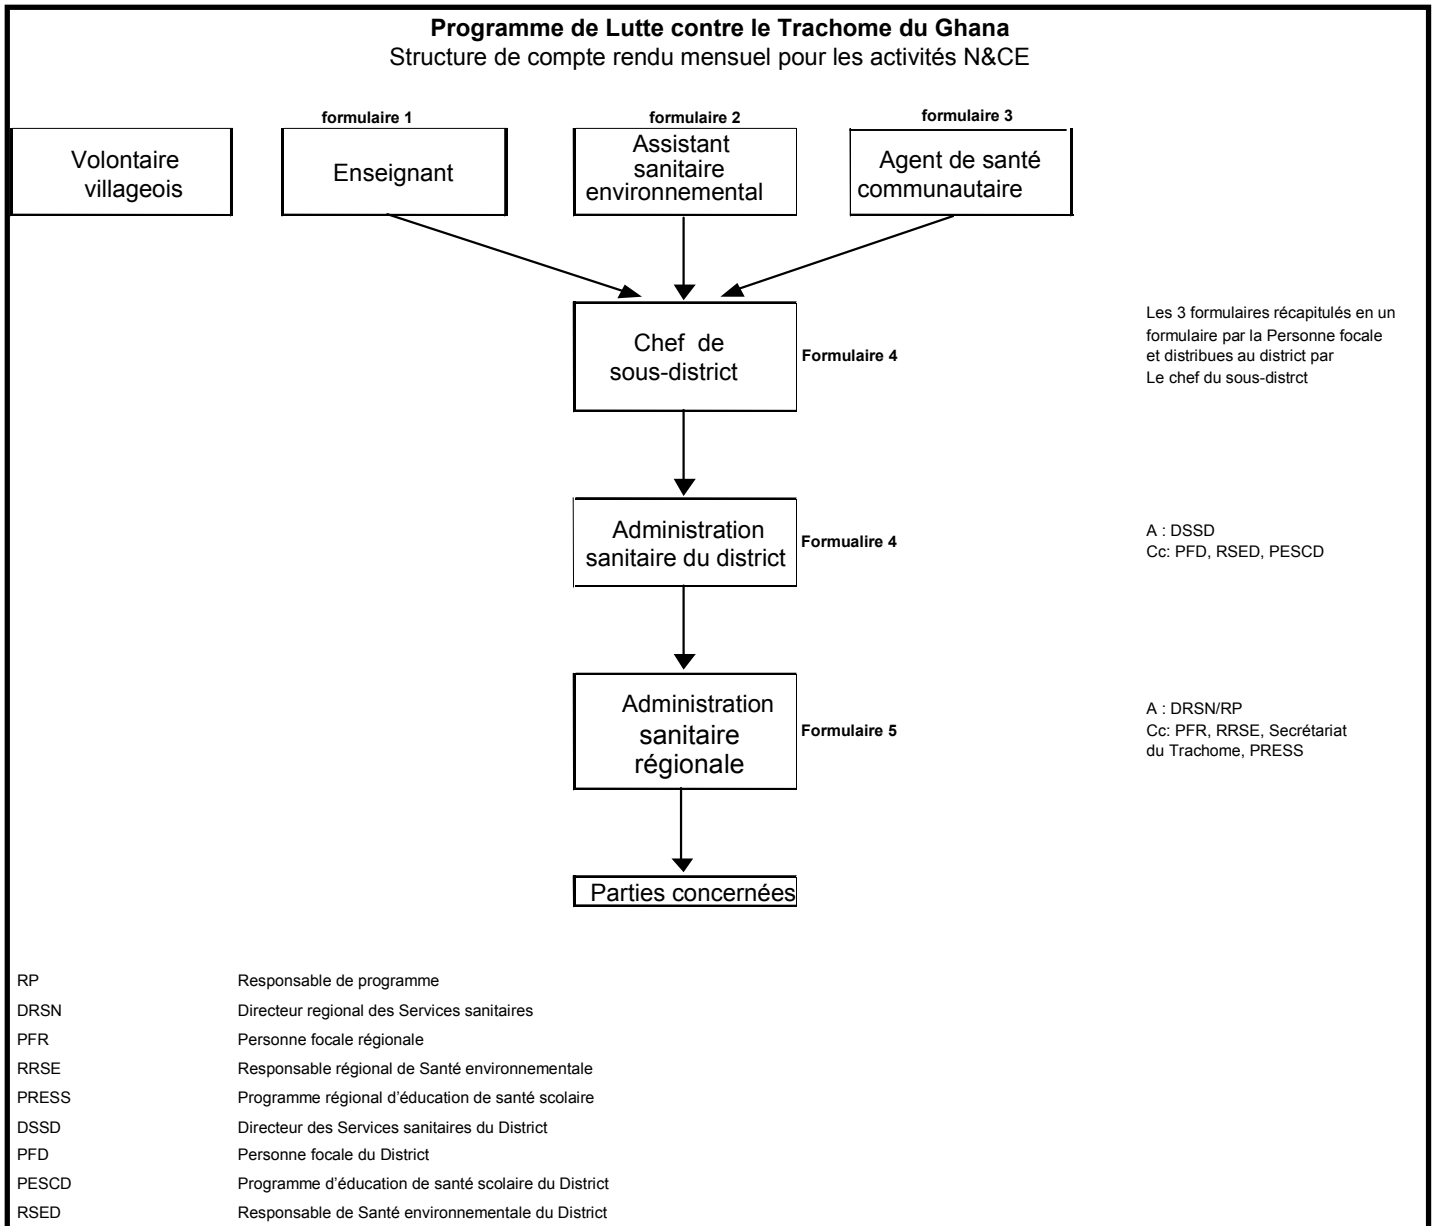 Programme de Lutte contre le Trachome du Ghana
Structure de compte rendu mensuel pour les activités N&CE
formulaire 1
formulaire 2
formulaire 3
Volontaire
villageois
Enseignant
Assistant
sanitaire
environnemental
Agent de santé
communautaire
Chef de
sous-district
Formulaire 4
Les 3 formulaires récapitulés en un
formulaire par la Personne focale
et distribues au district par
Le chef du sous-distrct
Administration
sanitaire du district
Formualire 4
A : DSSD
Cc: PFD, RSED, PESCD
Administration
sanitaire
régionale
Formulaire 5
A : DRSN/RP
Cc: PFR, RRSE, Secrétariat
du Trachome, PRESS
Parties concernées
RP Responsable de programme
DRSN Directeur regional des Services sanitaires
PFR Personne focale régionale
RRSE Responsable régional de Santé environnementale
PRESS Programme régional d'éducation de santé scolaire
DSSD Directeur des Services sanitaires du District
PFD Personne focale du District
PESCD Programme d'éducation de santé scolaire du District
RSED Responsable de Santé environnementale du District